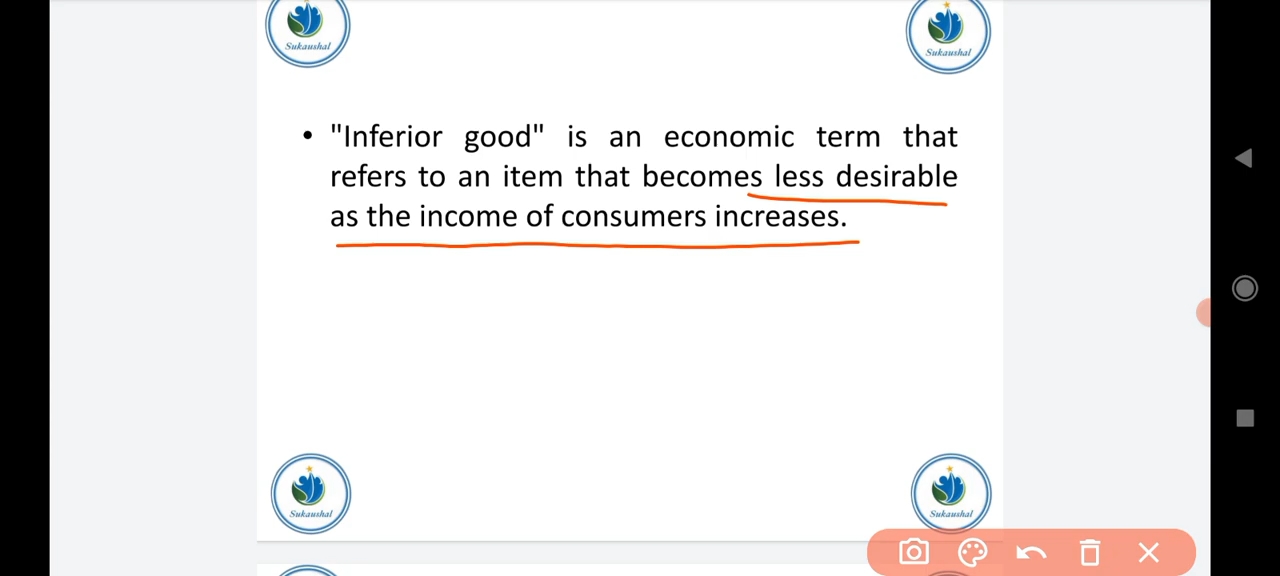 Sukaushal
Sukaushal
• "Inferior good" is an economic term that
refers to an item that becomes less desirable
as the income of consumers increases.
Sukaushal
Sukaushal